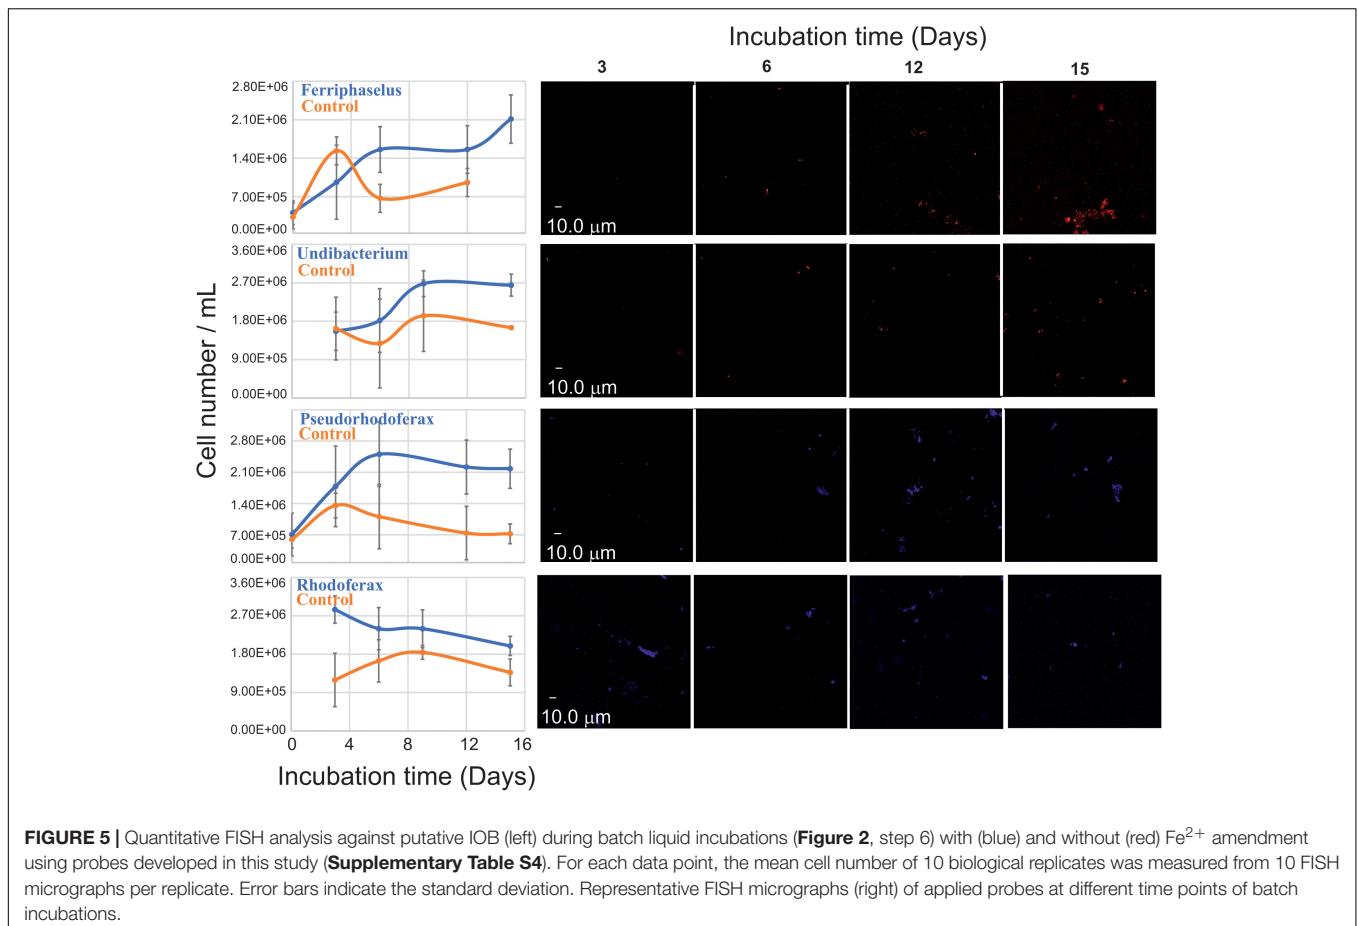 Incubation time (Days)
3 6 12 15
2.80E+06
Ferriphaselus
Control
2.10E+06
1.40E+06
7.00E+05
0.00E+00
10.0 μm
3.60E+06
Undibacterium
Control
2.70E+06
1.80E+06
9.00E+05
0.00E+00
10.0 μm
Cell number / mL
Pseudorhodoferax
Control
2.80E+06
2.10E+06
1.40E+06
7.00E+05
0.00E+00
10.0 μm
3.60E+06
Rhodoferax
Control
2.70E+06
1.80E+06
9.00E+05
0.00E+00
10.0 μm
0 4 8 12 16
Incubation time (Days)
FIGURE 5 | Quantitative FISH analysis against putative IOB (left) during batch liquid incubations (Figure 2, step 6) with (blue) and without (red) Fe2+ amendment
using probes developed in this study (Supplementary Table S4). For each data point, the mean cell number of 10 biological replicates was measured from 10 FISH
micrographs per replicate. Error bars indicate the standard deviation. Representative FISH micrographs (right) of applied probes at different time points of batch
incubations.